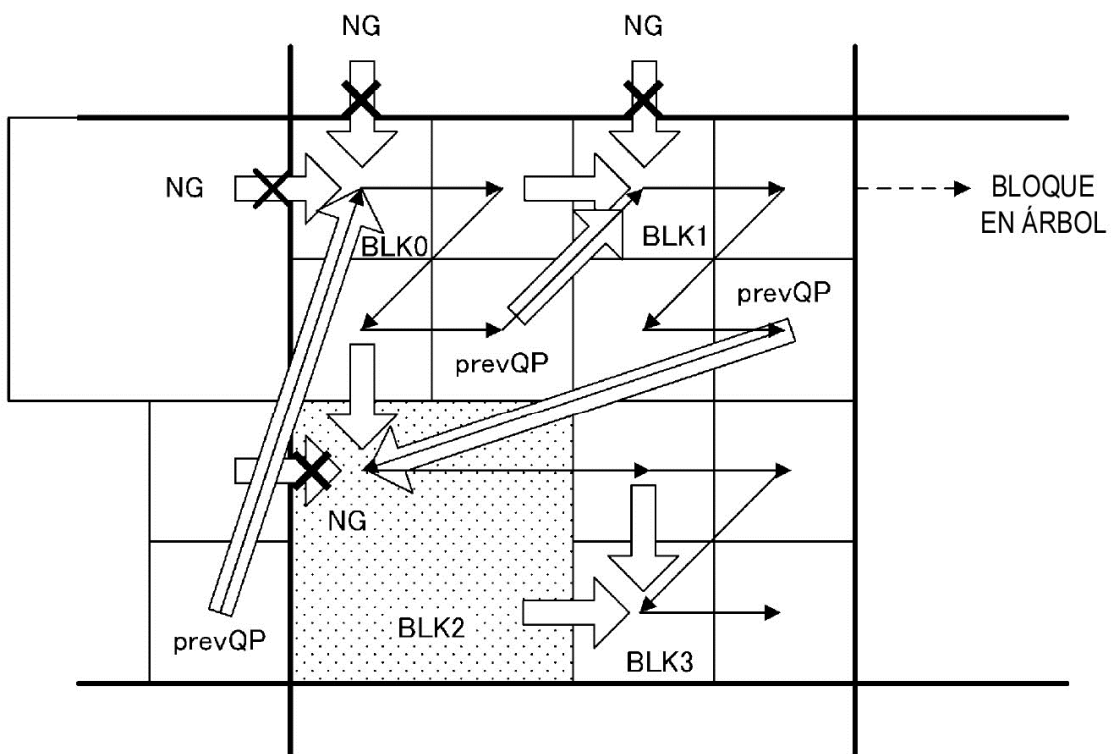 NG
NG
NG
BLOQUE
EN ÁRBOL
BLK0
BLK1
prevQP
prevQP
NG
BLK2
prevQP
BLK3